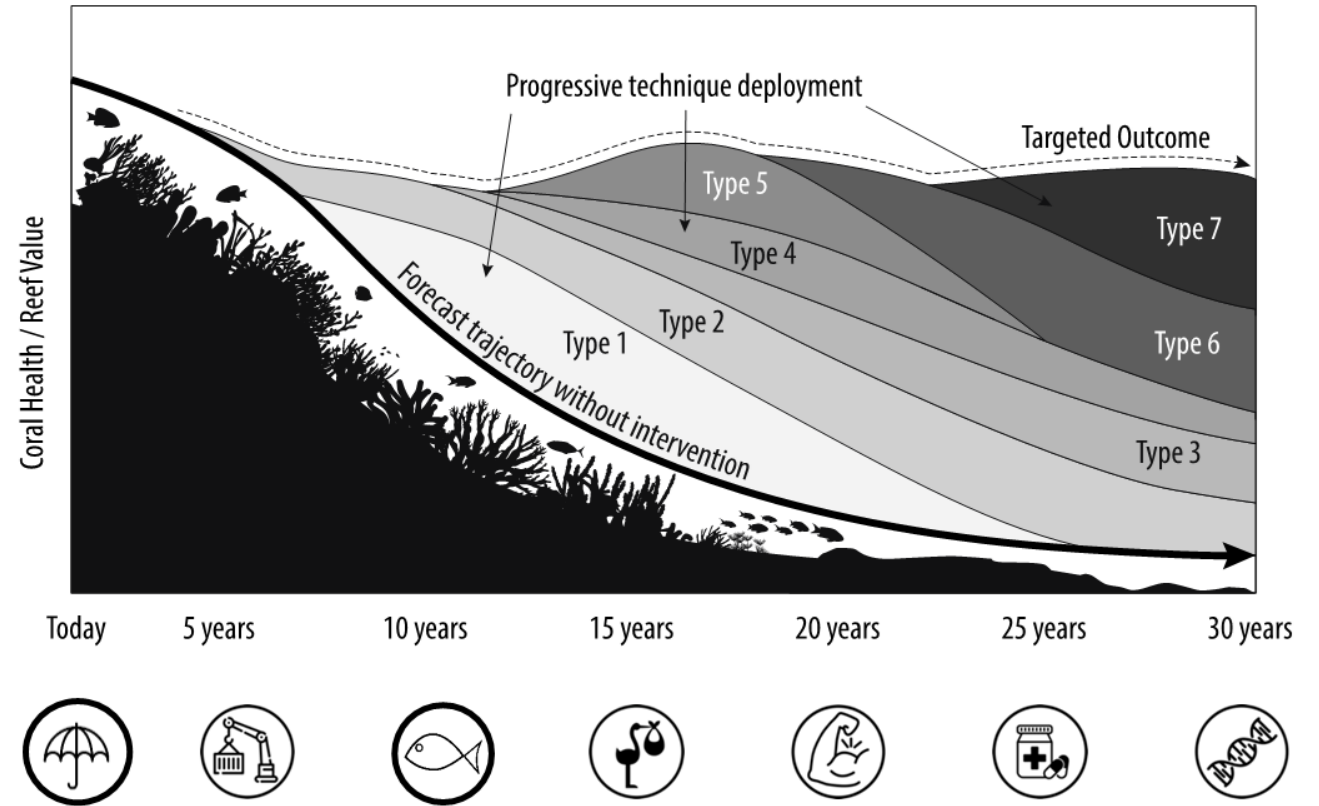 Progressive technique deployment
Targeted Outcome
Type 5
Type 7
Type 4
Type 2
Type 1
Type 6
Type 3
Forecast trajectory without intervention
Coral Health / Reef Value
Today 5 years 10 years 15 years 20 years 25 years 30 years